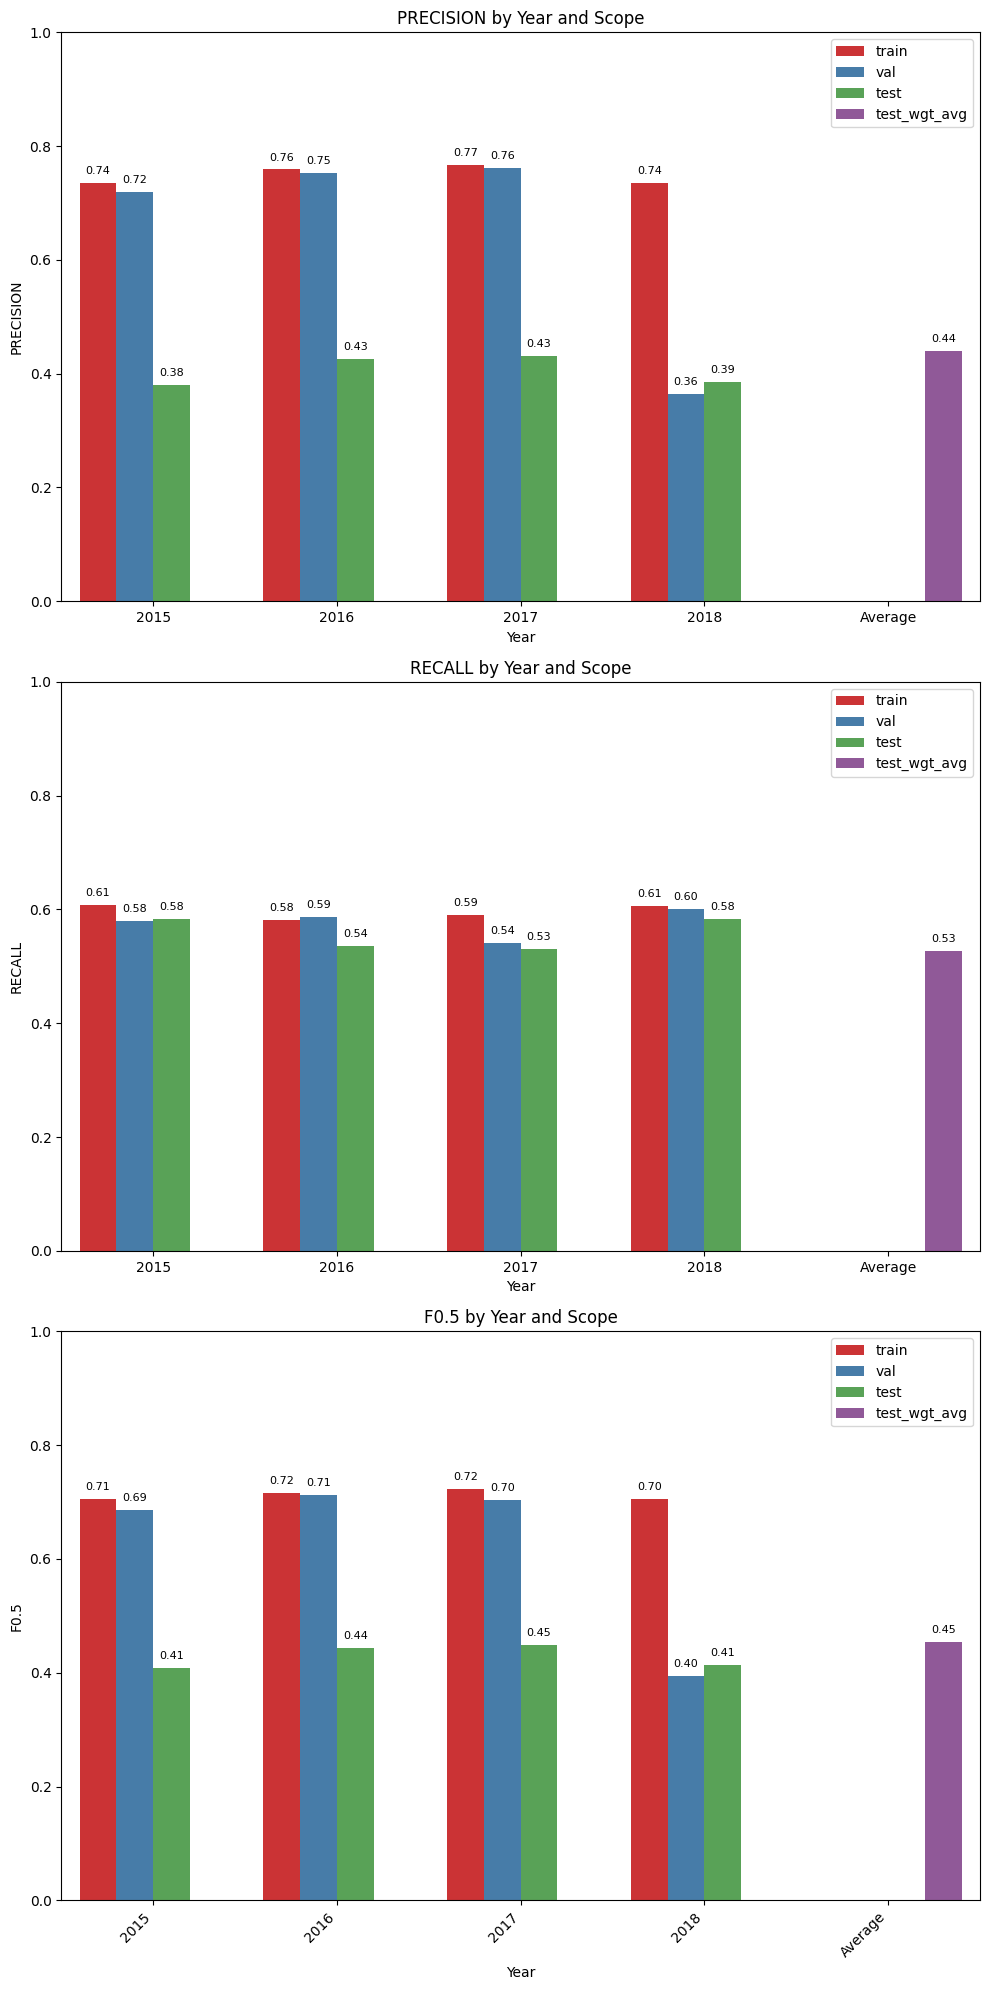 PRECISION by Year and Scope
1.0
0.8
0.6
0.4
0.2
0.0
PRECISION
train
val
test
test_wgt_avg
0.74
0.72
0.38
0.76
0.75
0.43
0.77
0.76
0.43
0.74
0.36
0.39
0.44
2015 2016 2017 2018 Average
Year
RECALL by Year and Scope
1.0
0.8
0.6
0.4
0.2
0.0
RECALL
train
val
test
test_wgt_avg
0.61
0.58
0.58
0.58
0.59
0.54
0.59
0.54
0.53
0.61
0.60
0.58
0.53
2015 2016 2017 2018 Average
Year
F0.5 by Year and Scope
1.0
0.8
0.6
0.4
0.2
0.0
F0.5
train
val
test
test_wgt_avg
0.71
0.69
0.41
0.72
0.71
0.44
0.72
0.70
0.45
0.70
0.40
0.41
0.45
2015 2016 2017 2018 Average
Year